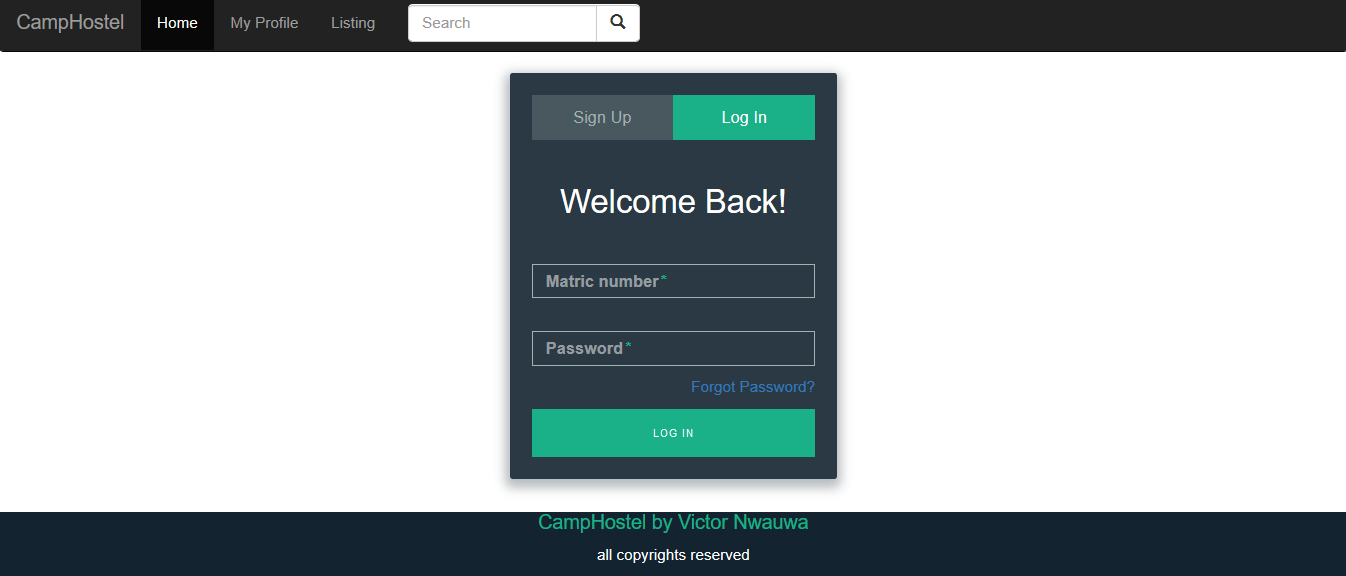 CampHostel Home My Profile Listing Search
Sign Up Log In
Welcome Back!
Matric number*
Password*
Forgot Password?
LOG IN
CampHostel by Victor Nwauwa
all copyrights reserved